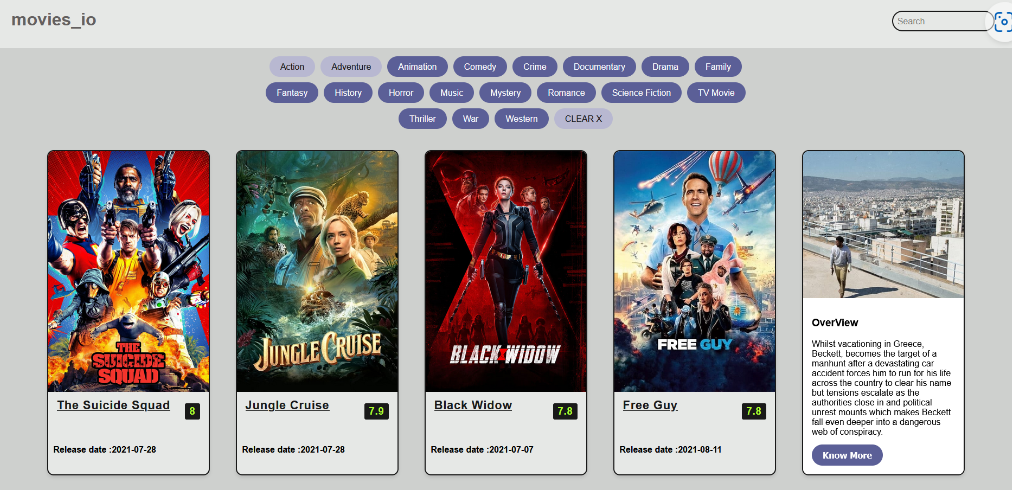 movies_io
Search
Action Adventure Animation Comedy Crime Documentary Drama Family
Fantasy History Horror Music Mystery Romance Science Fiction TV Movie
Thriller War Western CLEAR X
THE
SUICIDE
SQUAD
The Suicide Squad
8
Release date :2021-07-28
JUNGLE CRUISE
Jungle Cruise
7.9
Release date :2021-07-28
BLACK WIDOW
Black Widow
7.8
Release date :2021-07-07
FREE GUY
Free Guy
7.8
Release date :2021-08-11
OverView
Whilst vacationing in Greece,
Beckett, becomes the target of a
manhunt after a devastating car
accident forces him to run for his life
across the country to clear his name
but tensions escalate as the
authorities close in and political
unrest mounts which makes Beckett
fall even deeper into a dangerous
web of conspiracy.
Know More